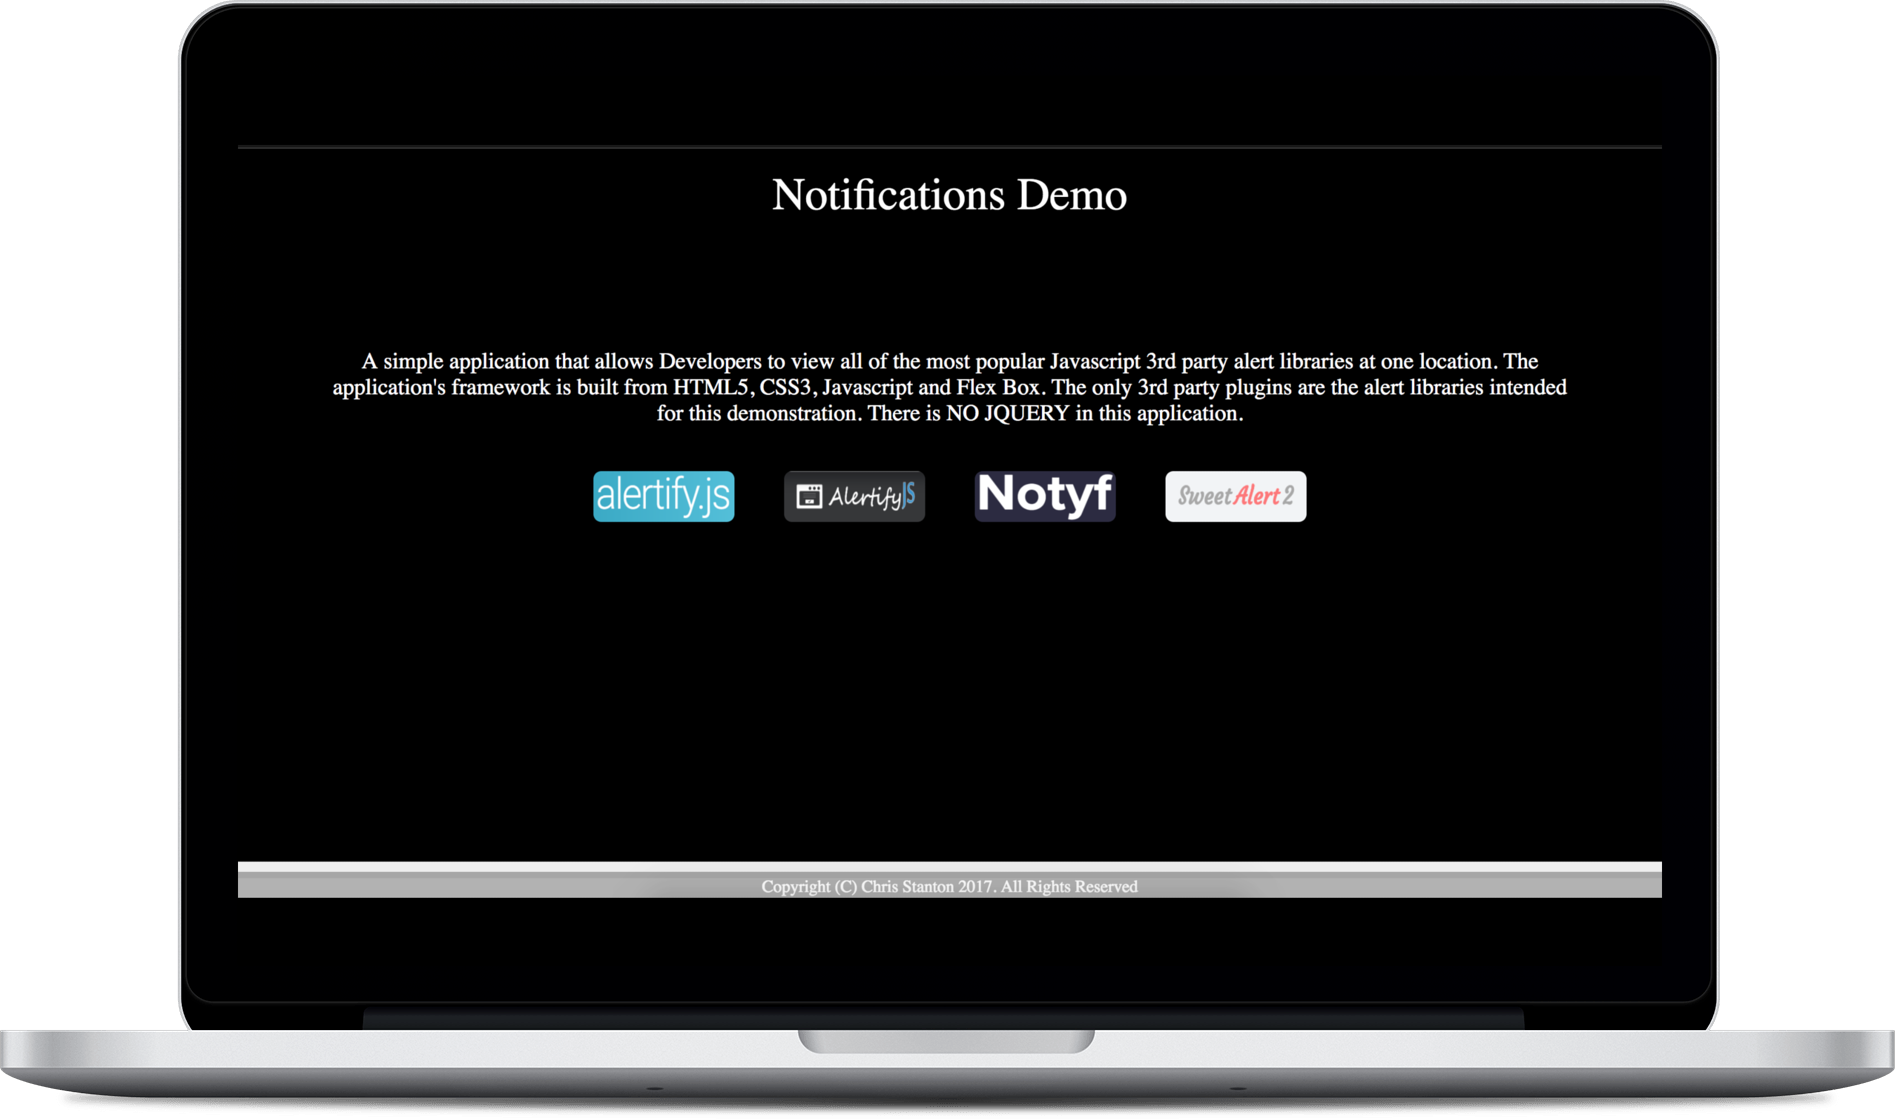 Notifications Demo
A simple application that allows Developers to view all of the most popular Javascript 3rd party alert libraries at one location. The
application's framework is built from HTML5, CSS3, Javascript and Flex Box. The only 3rd party plugins are the alert libraries intended
for this demonstration. There is NO JQUERY in this application.
alertify.js AlertifyJS Notyf SweetAlert2
Copyright (C) Chris Stanton 2017. All Rights Reserved